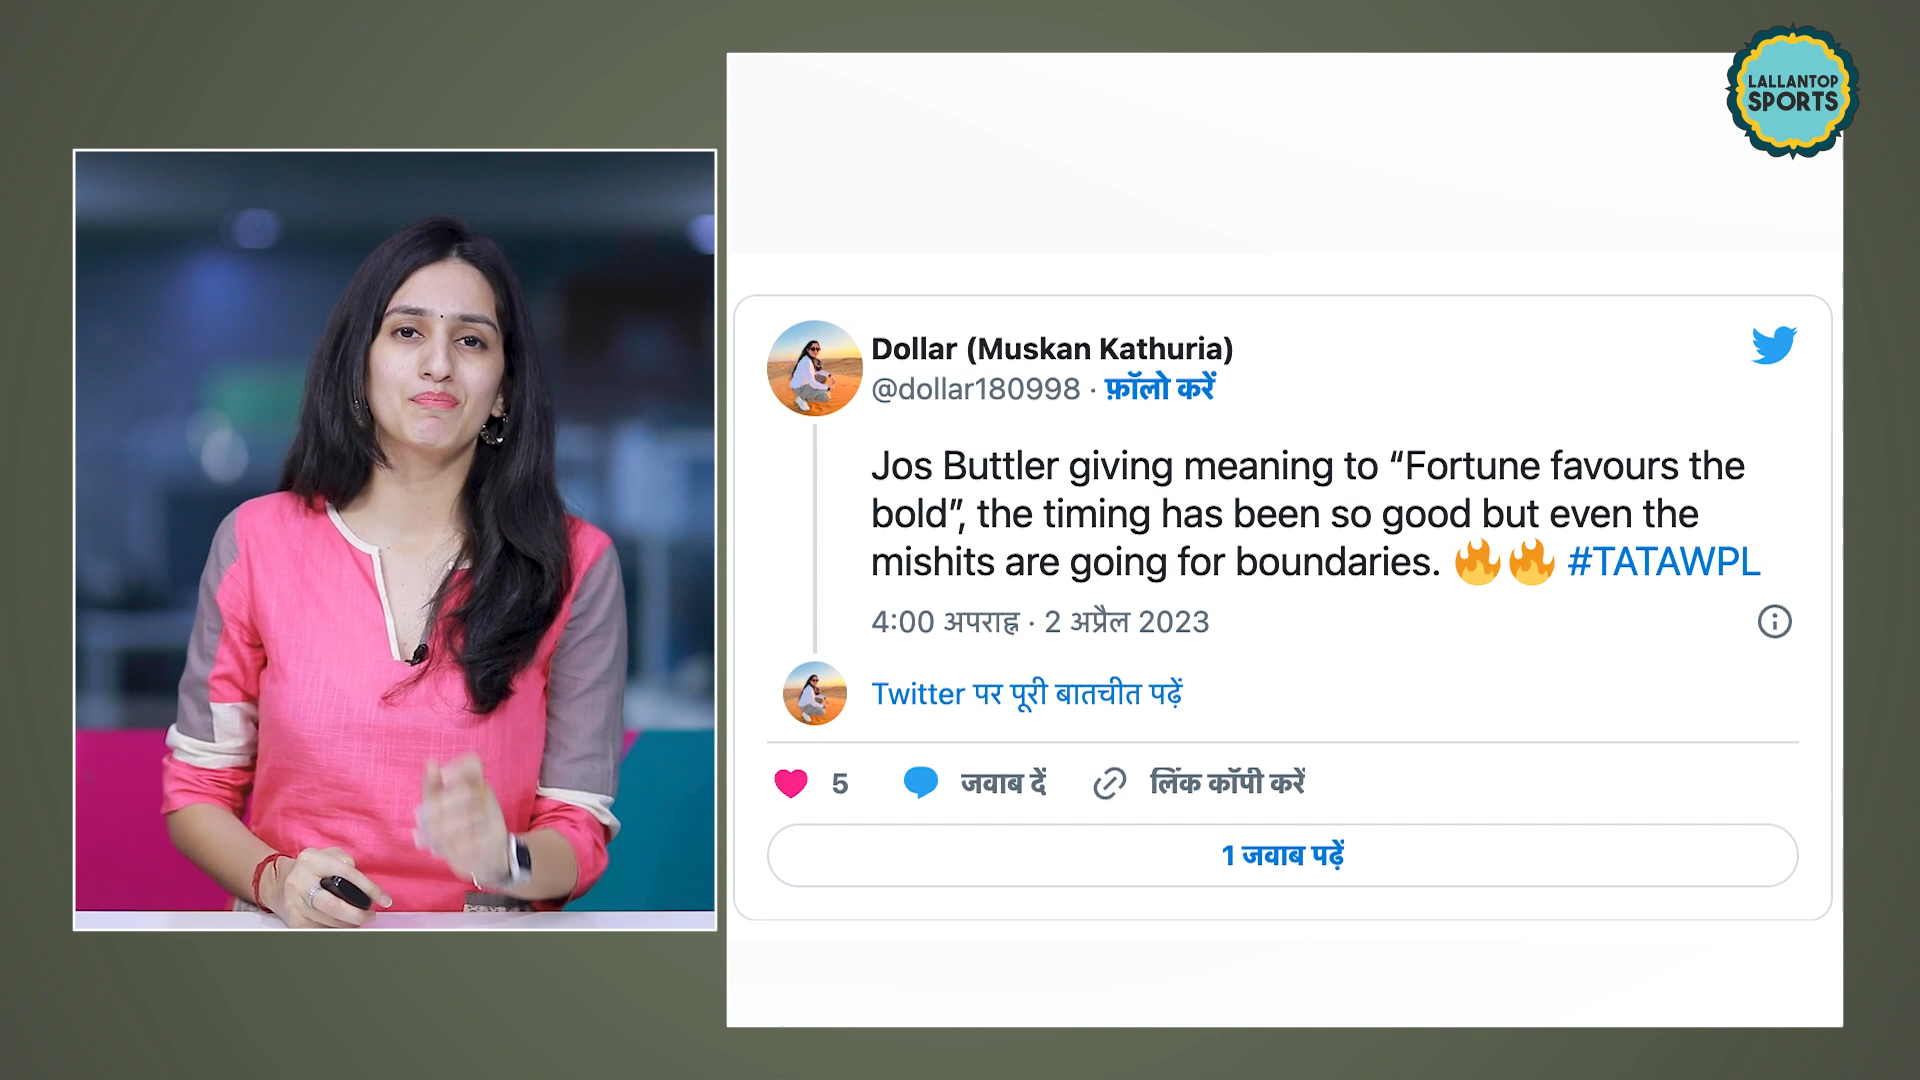 LALLANTOP
SPORTS
Dollar (Muskan Kathuria)
@dollar180998 · फ़ॉलो करें
Jos Buttler giving meaning to “Fortune favours the
bold”, the timing has been so good but even the
mishits are going for boundaries. 🔥🔥 #TATAWPL
4:00 अपराह्न · 2 अप्रैल 2023
Twitter पर पूरी बातचीत पढ़ें
5 जवाब दें लिंक कॉपी करें
1 जवाब पढ़ें